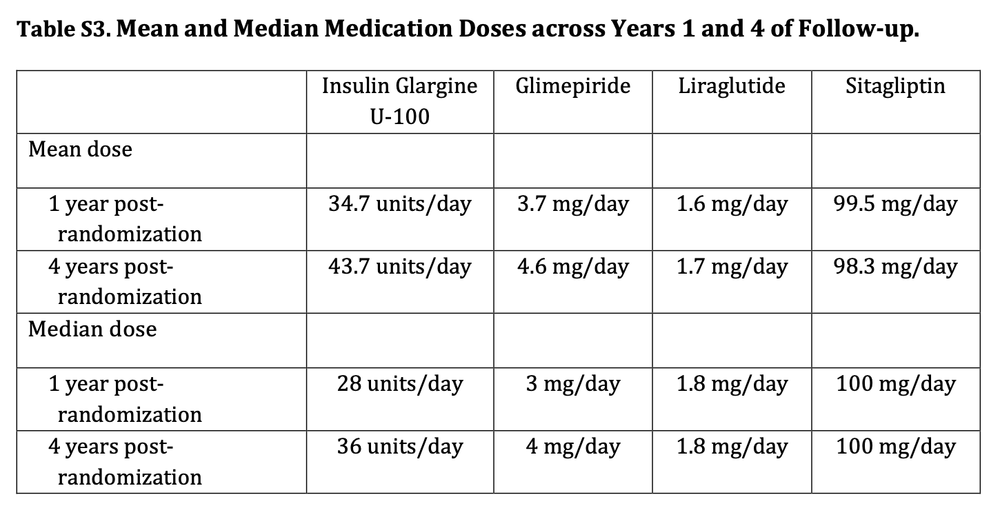 Table S3. Mean and Median Medication Doses across Years 1 and 4 of Follow-up.
Insulin Glargine Glimepiride Liraglutide Sitagliptin
U-100
Mean dose
1 year post- 34.7 units/day 3.7 mg/day 1.6 mg/day 99.5 mg/day
randomization
4 years post- 43.7 units/day 4.6 mg/day 1.7 mg/day 98.3 mg/day
randomization
Median dose
1 year post- 28 units/day 3 mg/day 1.8 mg/day 100 mg/day
randomization
4 years post- 36 units/day 4 mg/day 1.8 mg/day 100 mg/day
randomization